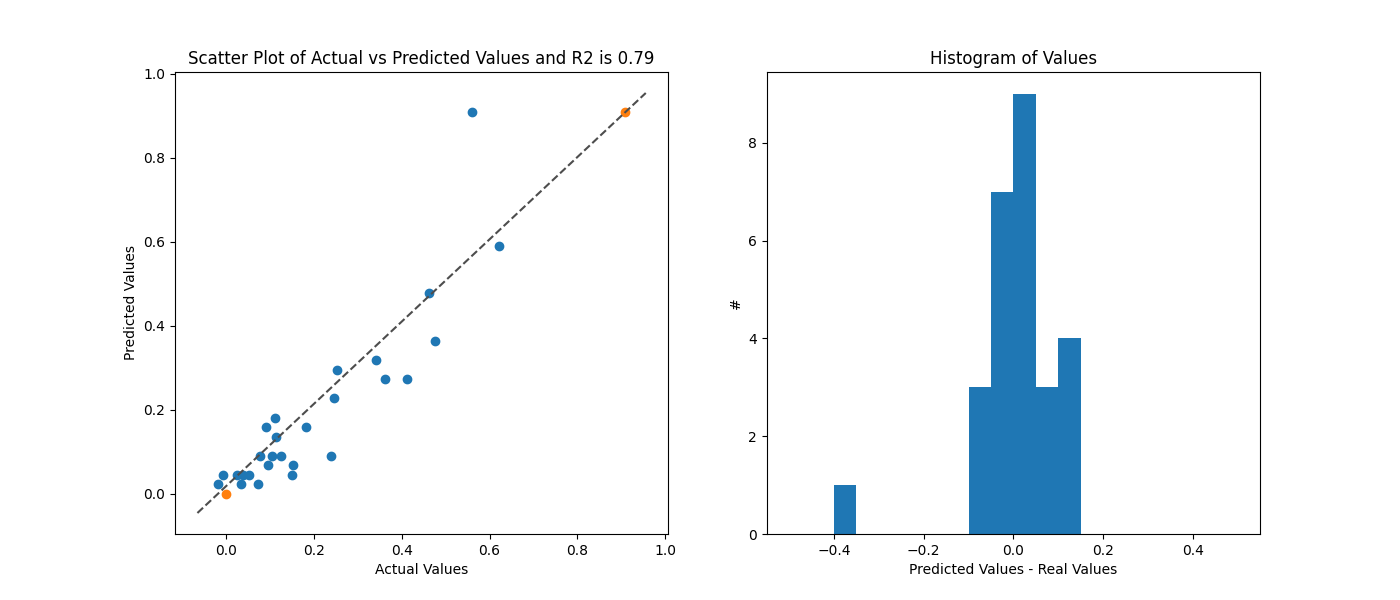 Scatter Plot of Actual vs Predicted Values and R2 is 0.79
1.0
0.8
0.6
0.4
0.2
0.0
Predicted Values
0.0 0.2 0.4 0.6 0.8 1.0
Actual Values
Histogram of Values
8
6
4
2
0
#
−0.4 −0.2 0.0 0.2 0.4
Predicted Values - Real Values